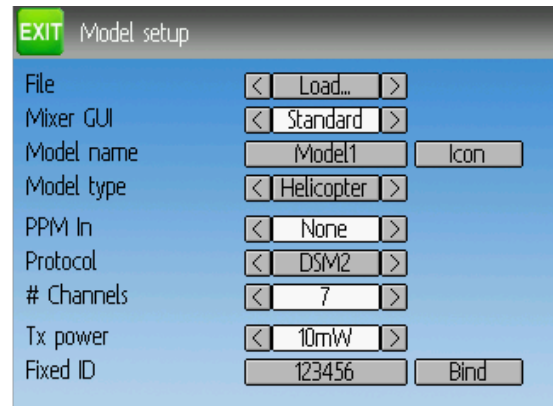 EXIT Model setup
File < Load... >
Mixer GUI < Standard >
Model name Model1 Icon
Model type < Helicopter >
PPM In < None >
Protocol < DSM2 >
# Channels < 7 >
Tx power < 10mW >
Fixed ID 123456 Bind